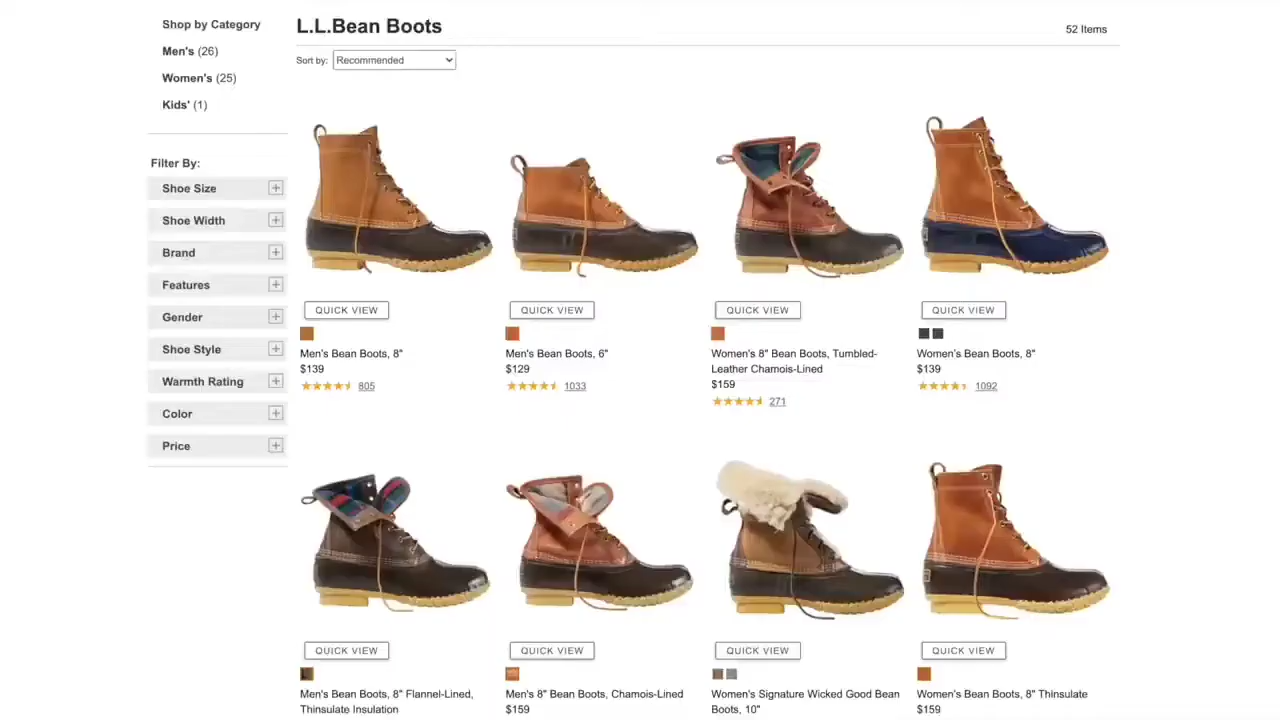 Shop by Category
Men's (26)
Women's (25)
Kids' (1)
Filter By:
Shoe Size
Shoe Width
Brand
Features
Gender
Shoe Style
Warmth Rating
Color
Price
L.L.Bean Boots
52 Items
Sort by: Recommended
QUICK VIEW
Men's Bean Boots, 8"
$139
805
QUICK VIEW
Men's Bean Boots, 6"
$129
1033
QUICK VIEW
Women's 8" Bean Boots, Tumbled-
Leather Chamois-Lined
$159
271
QUICK VIEW
Women's Bean Boots, 8"
$139
1092
QUICK VIEW
Men's Bean Boots, 8" Flannel-Lined,
Thinsulate Insulation
QUICK VIEW
Men's 8" Bean Boots, Chamois-Lined
$159
QUICK VIEW
Women's Signature Wicked Good Bean
Boots, 10"
QUICK VIEW
Women's Bean Boots, 8" Thinsulate
$159